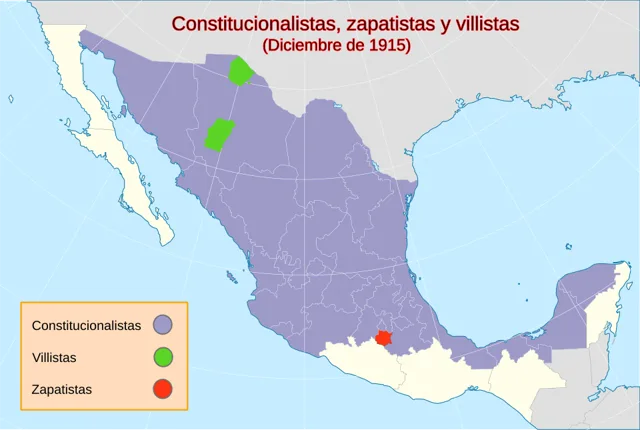 Constitucionalistas, zapatistas y villistas
(Diciembre de 1915)
Constitucionalistas
Villistas
Zapatistas